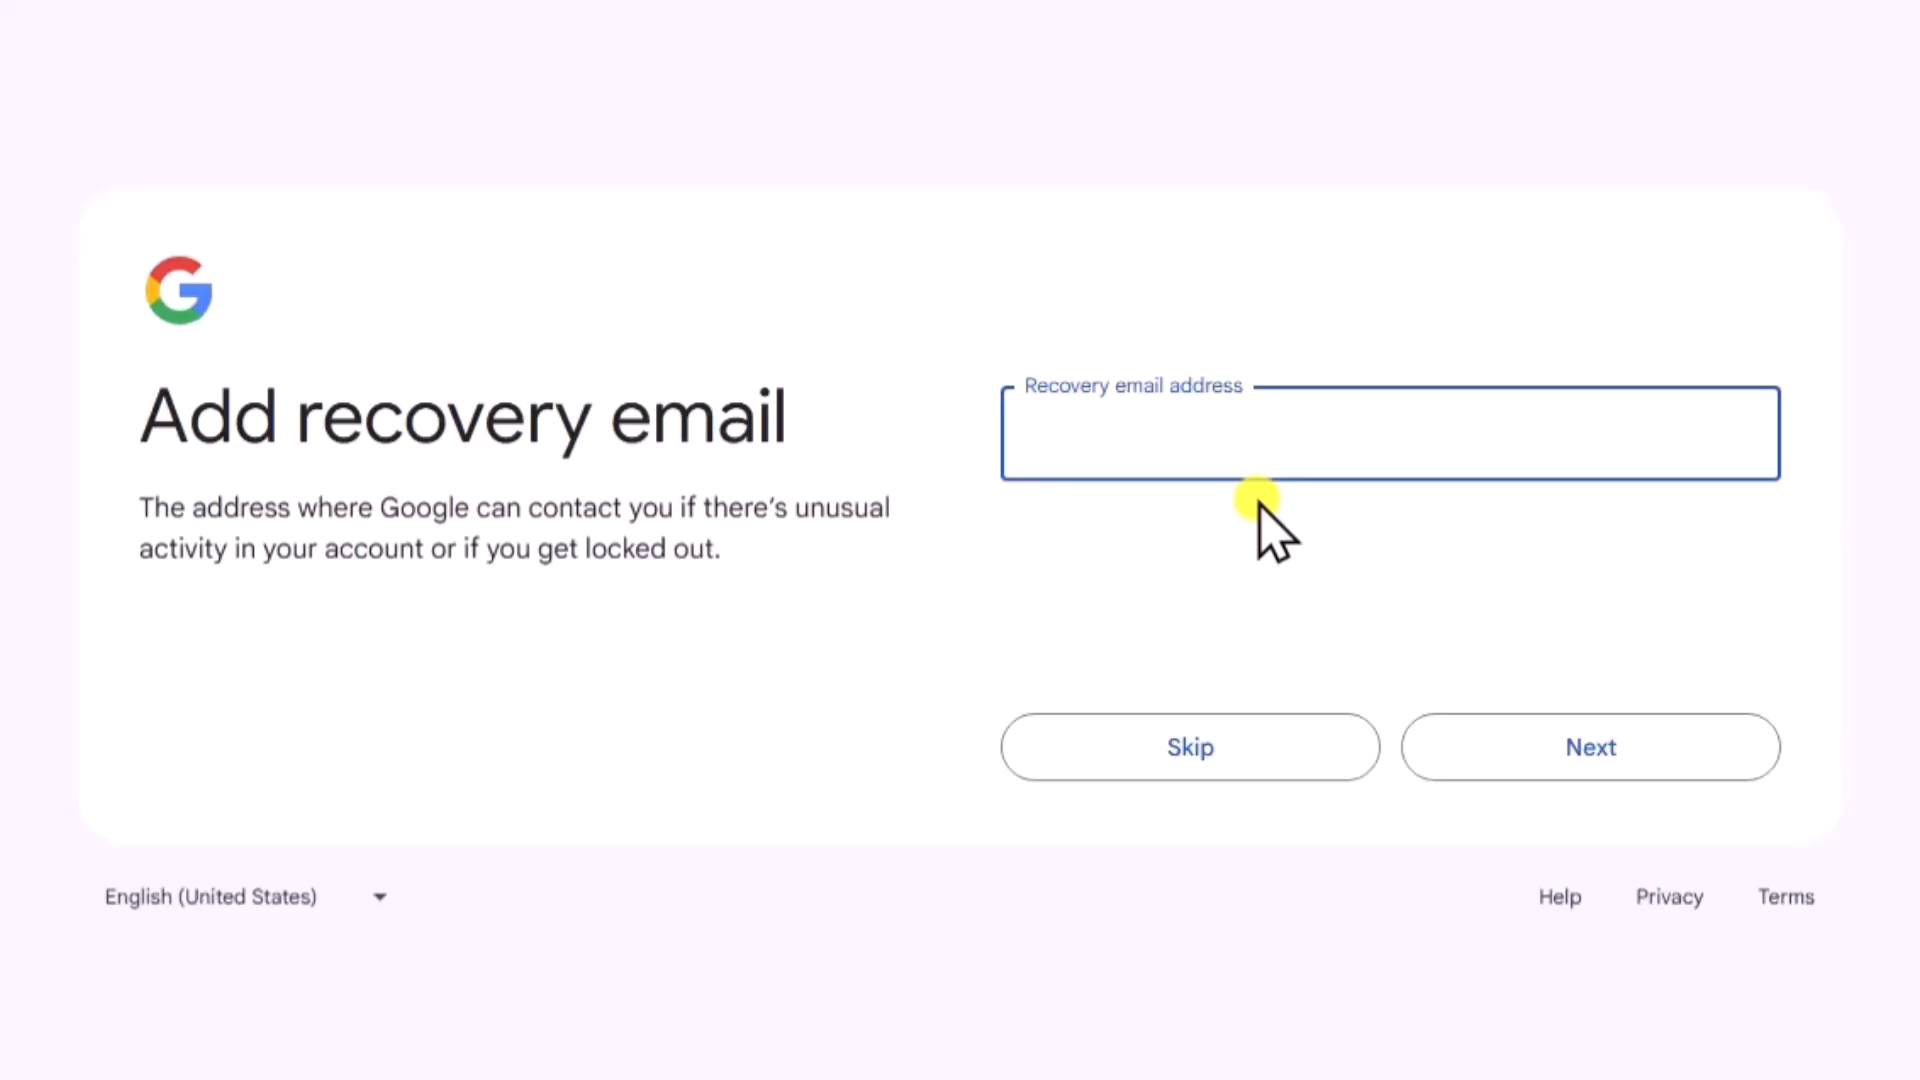 Add recovery email
The address where Google can contact you if there's unusual
activity in your account or if you get locked out.
Recovery email address
Skip
Next
English (United States)
Help
Privacy
Terms